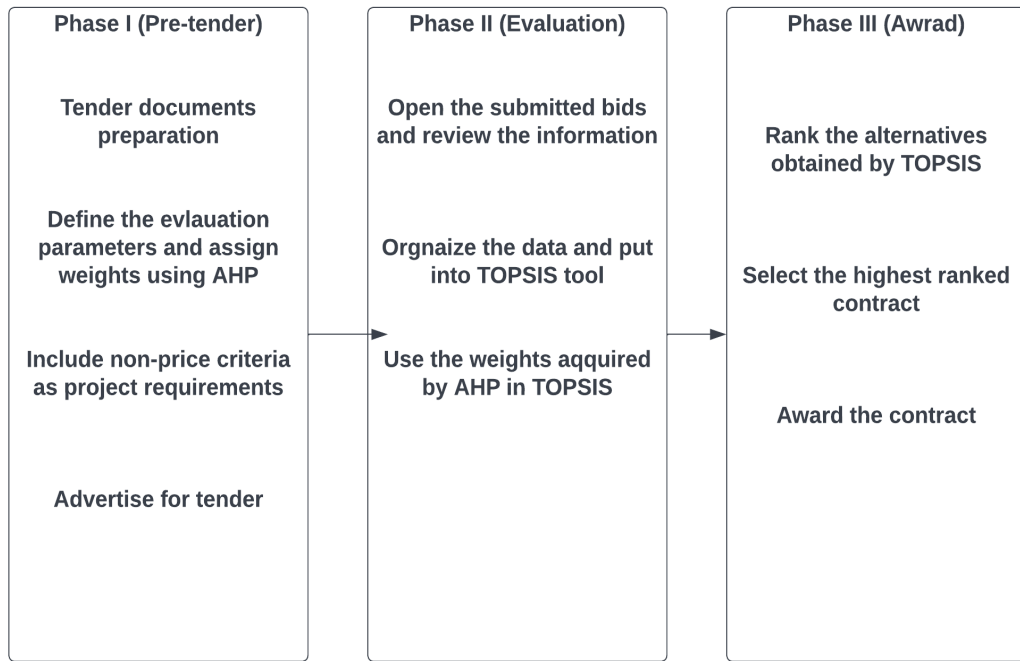 Phase I (Pre-tender)
Tender documents
preparation
Define the evlauation
parameters and assign
weights using AHP
Include non-price criteria
as project requirements
Advertise for tender
Phase II (Evaluation)
Open the submitted bids
and review the information
Orgnaize the data and put
into TOPSIS tool
Use the weights aqquired
by AHP in TOPSIS
Phase III (Awrad)
Rank the alternatives
obtained by TOPSIS
Select the highest ranked
contract
Award the contract